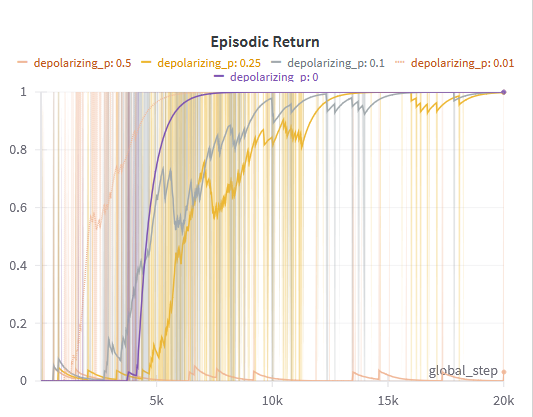 Episodic Return
depolarizing_p: 0.5 depolarizing_p: 0.25 depolarizing_p: 0.1 depolarizing_p: 0.01
depolarizing_p: 0
1
0.8
0.6
0.4
0.2
0
global_step
5k 10k 15k 20k